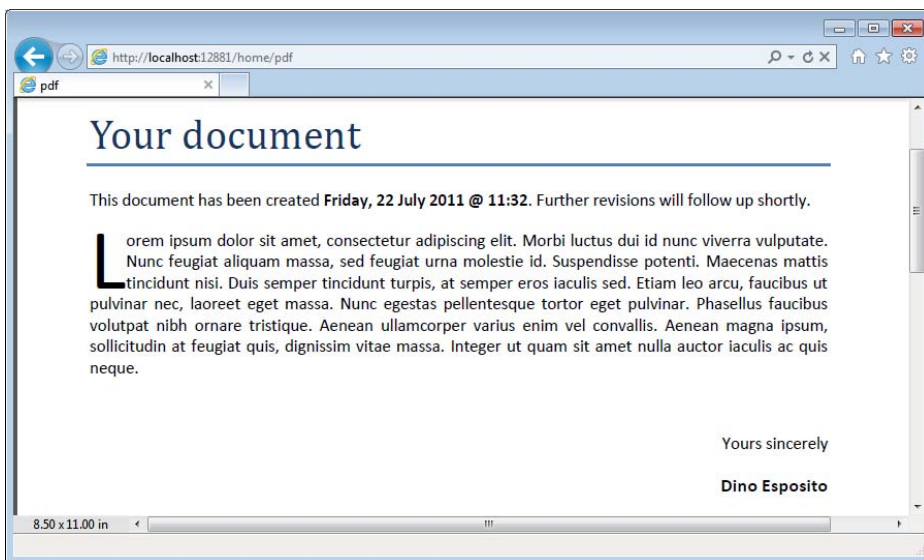 http://localhost:12881/home/pdf
pdf
Your document
This document has been created Friday, 22 July 2011 @ 11:32. Further revisions will follow up shortly.
Lorem ipsum dolor sit amet, consectetur adipiscing elit. Morbi luctus dui id nunc viverra vulputate.
Nunc feugiat aliquam massa, sed feugiat urna molestie id. Suspendisse potenti. Maecenas mattis
tincidunt nisi. Duis semper tincidunt turpis, at semper eros iaculis sed. Etiam leo arcu, faucibus ut
pulvinar nec, laoreet eget massa. Nunc egestas pellentesque tortor eget pulvinar. Phasellus faucibus
volutpat nibh ornare tristique. Aenean ullamcorper varius enim vel convallis. Aenean magna ipsum,
sollicitudin at feugiat quis, dignissim vitae massa. Integer ut quam sit amet nulla auctor iaculis ac quis
neque.
Yours sincerely
Dino Esposito
8.50 x 11.00 in